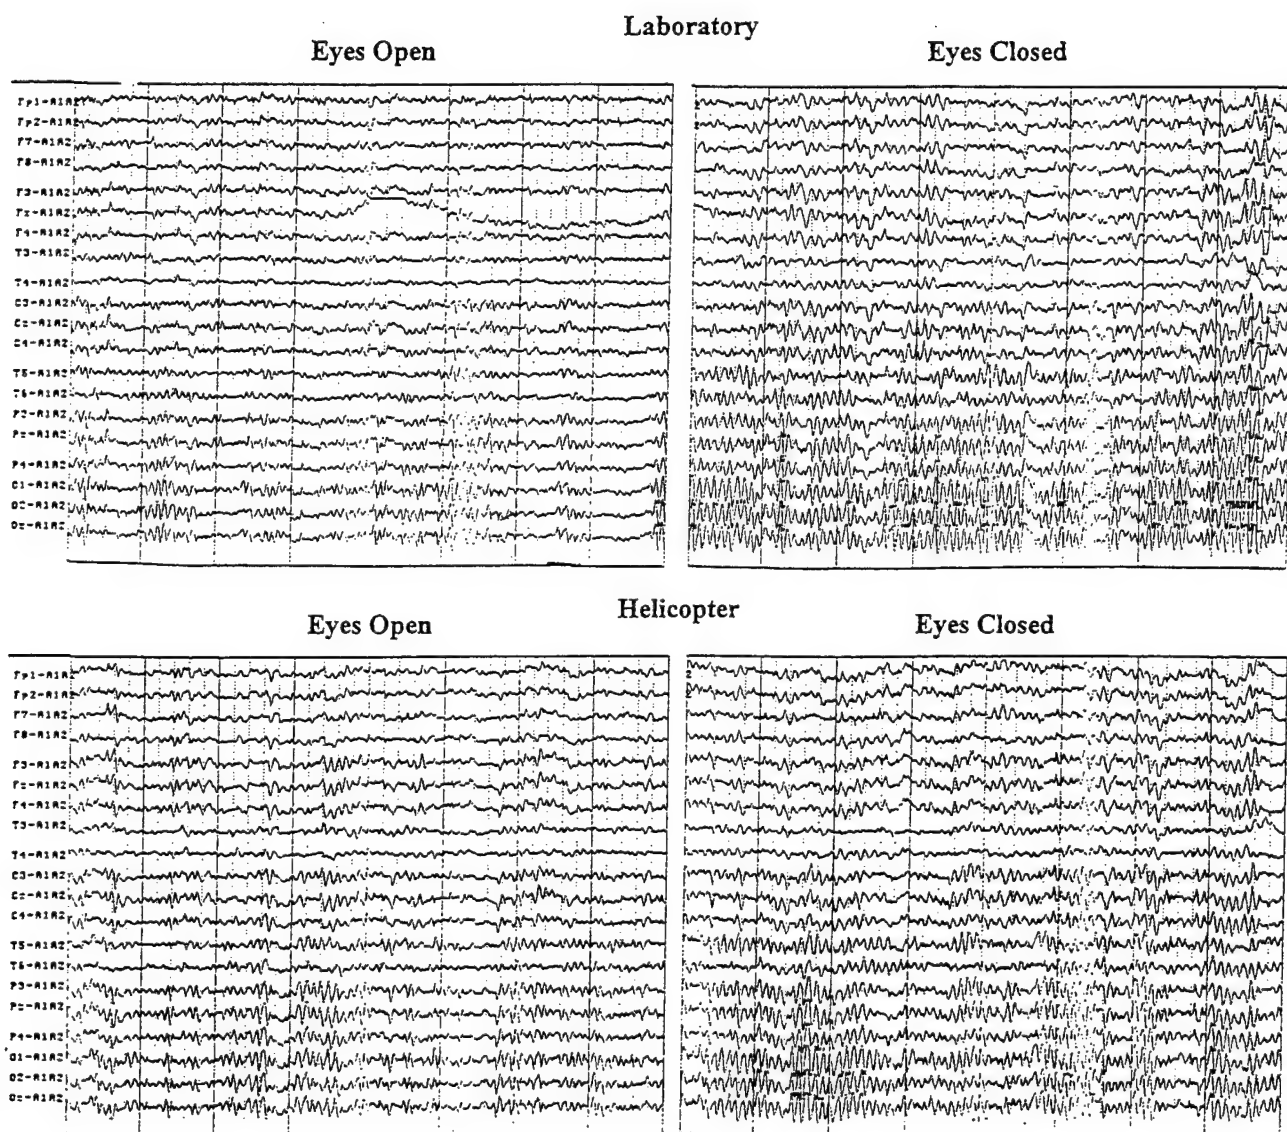 Laboratory
Eyes Open
Eyes Closed
Fp1-A1A2
Fp2-A1A2
F7-A1A2
F8-A1A2
F3-A1A2
Fz-A1A2
F4-A1A2
T3-A1A2
T4-A1A2
C3-A1A2
Cz-A1A2
C4-A1A2
T5-A1A2
T6-A1A2
P3-A1A2
Pz-A1A2
P4-A1A2
O1-A1A2
O2-A1A2
Oz-A1A2
Helicopter
Eyes Open
Eyes Closed
Fp1-A1A2
Fp2-A1A2
F7-A1A2
F8-A1A2
F3-A1A2
Fz-A1A2
F4-A1A2
T3-A1A2
T4-A1A2
C3-A1A2
Cz-A1A2
C4-A1A2
T5-A1A2
T6-A1A2
P3-A1A2
Pz-A1A2
P4-A1A2
O1-A1A2
O2-A1A2
Oz-A1A2